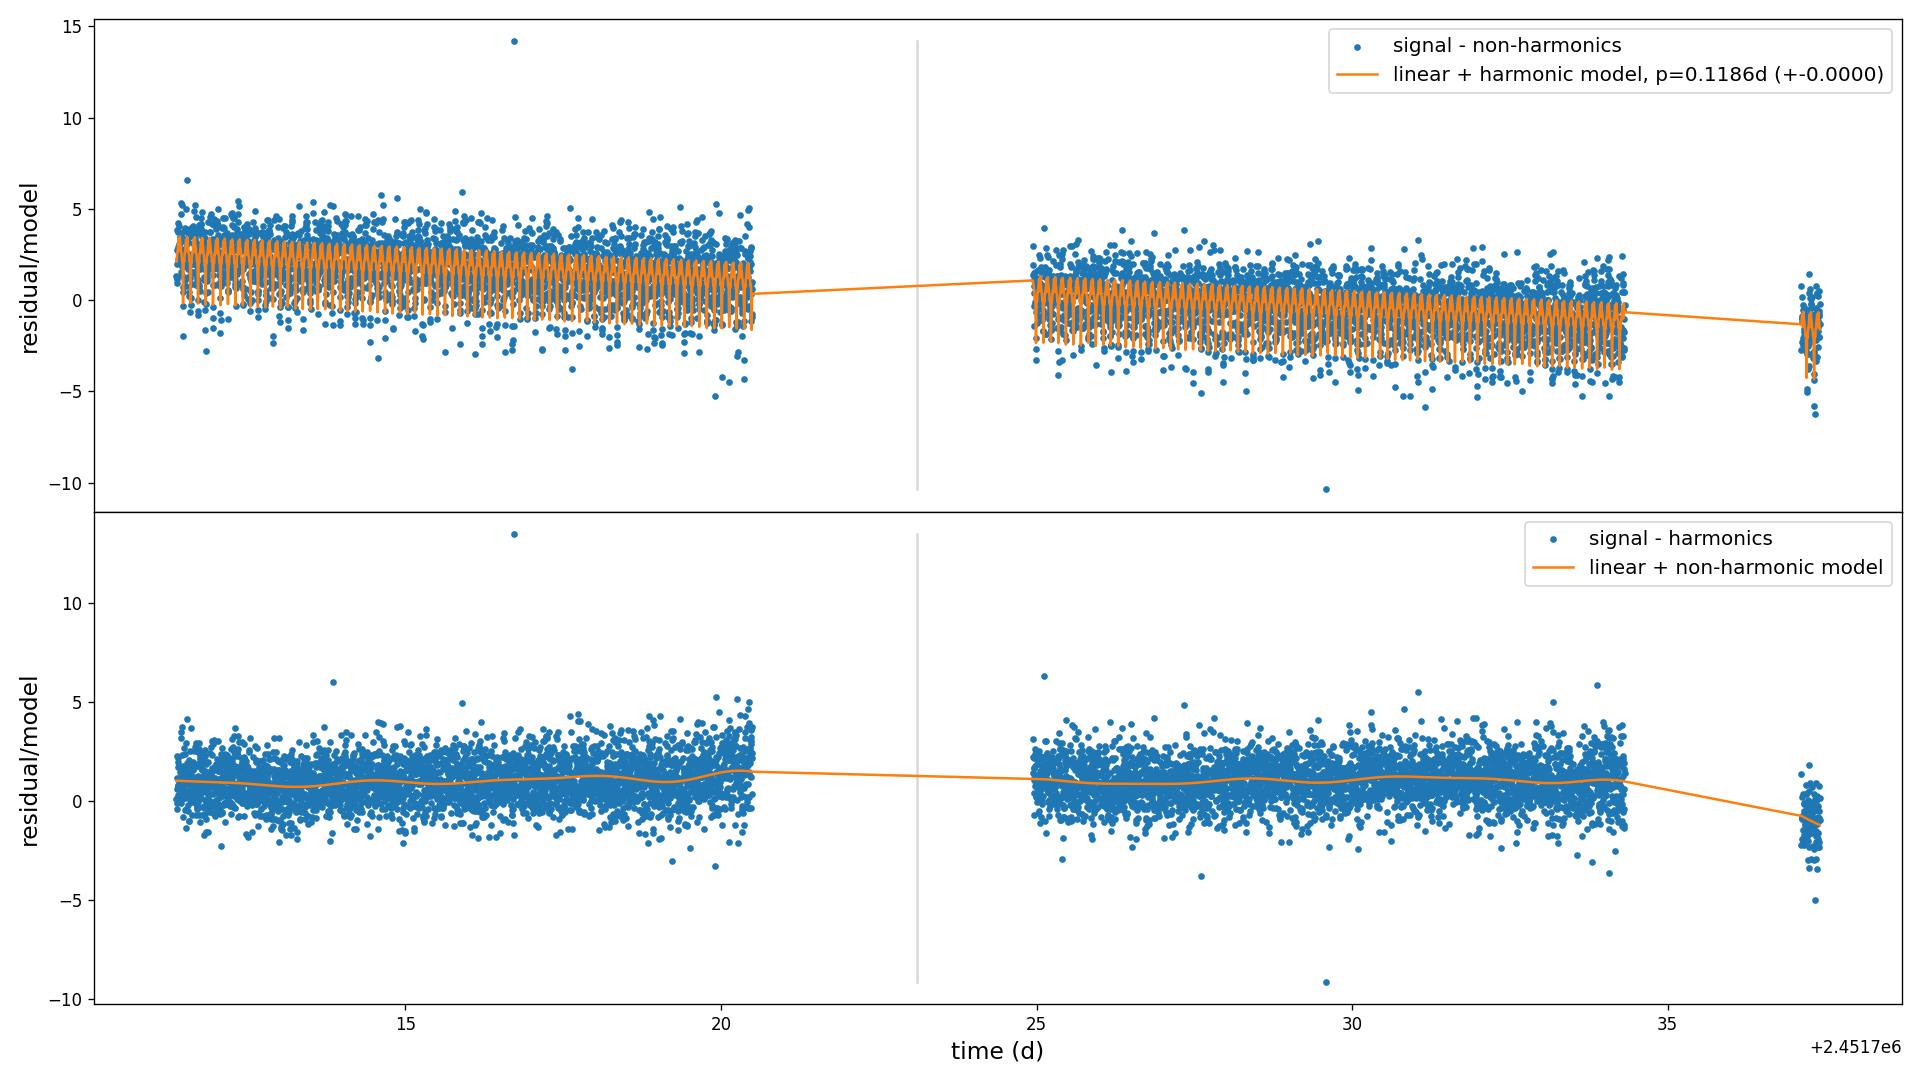 15
10
5
0
−5
−10
residual/model
signal - non-harmonics
linear + harmonic model, p=0.1186d (+-0.0000)
10
5
0
−5
−10
residual/model
signal - harmonics
linear + non-harmonic model
15
20
25
30
35
time (d)
+2.4517e6